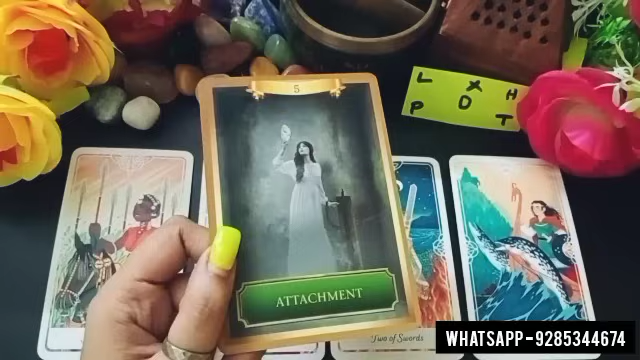 5
L X H
P D T
ATTACHMENT
Two of Swords
WHATSAPP-9285344674